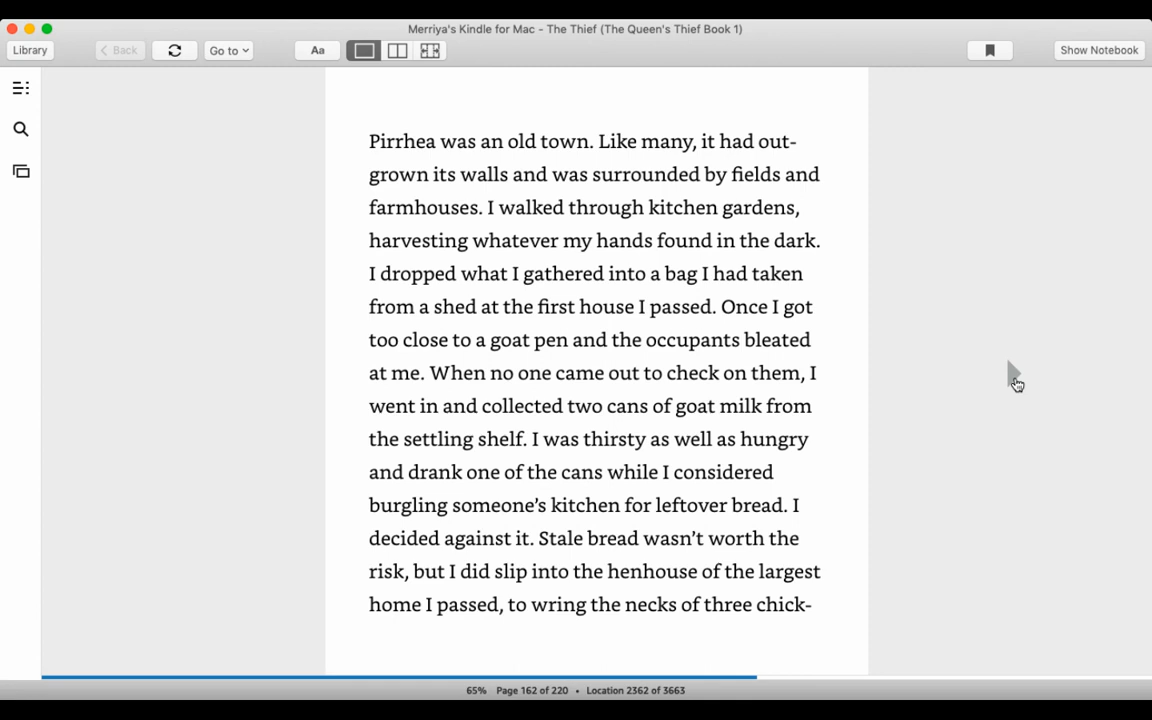 Merriya's Kindle for Mac - The Thief (The Queen's Thief Book 1)
Library
Back
Go to
Aa
Show Notebook
Pirrhea was an old town. Like many, it had out-
grown its walls and was surrounded by fields and
farmhouses. I walked through kitchen gardens,
harvesting whatever my hands found in the dark.
I dropped what I gathered into a bag I had taken
from a shed at the first house I passed. Once I got
too close to a goat pen and the occupants bleated
at me. When no one came out to check on them, I
went in and collected two cans of goat milk from
the settling shelf. I was thirsty as well as hungry
and drank one of the cans while I considered
burgling someone’s kitchen for leftover bread. I
decided against it. Stale bread wasn’t worth the
risk, but I did slip into the henhouse of the largest
home I passed, to wring the necks of three chick-
65% Page 162 of 220 • Location 2362 of 3663